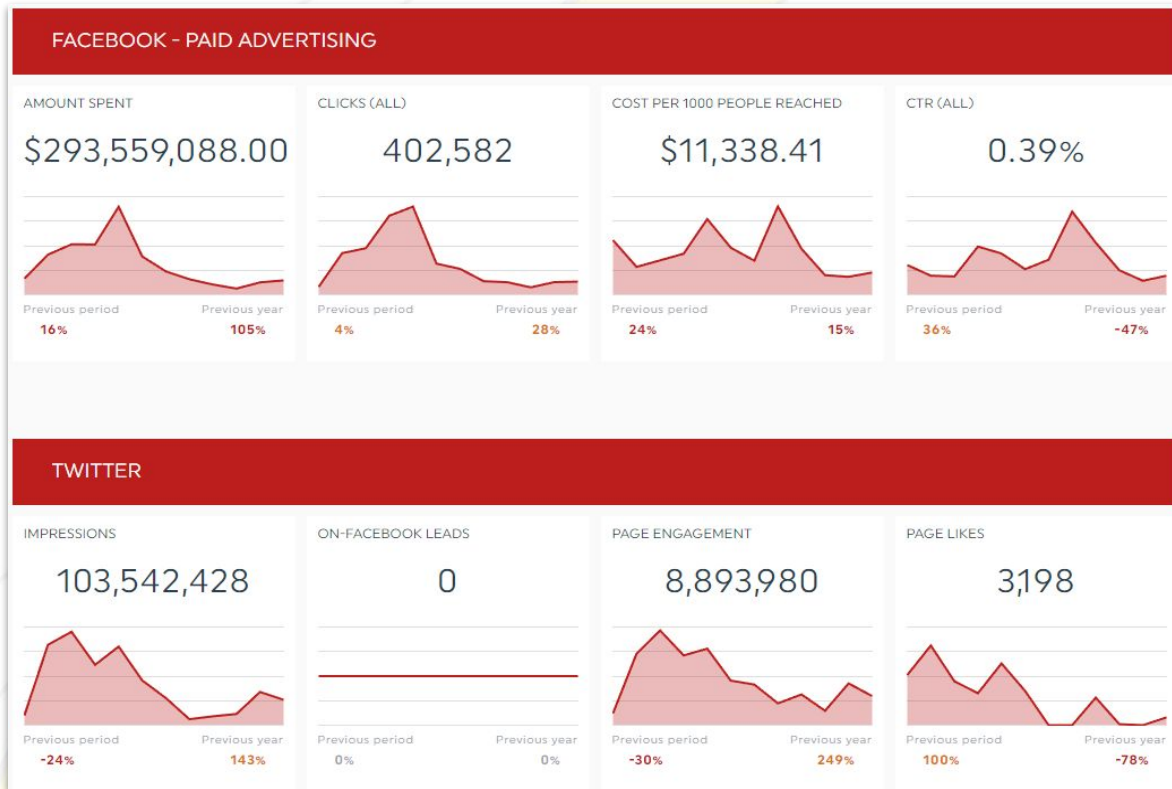 FACEBOOK - PAID ADVERTISING
AMOUNT SPENT
$293,559,088.00
Previous period Previous year
16% 105%
CLICKS (ALL)
402,582
Previous period Previous year
4% 28%
COST PER 1000 PEOPLE REACHED
$11,338.41
Previous period Previous year
24% 15%
CTR (ALL)
0.39%
Previous period Previous year
36% -47%
TWITTER
IMPRESSIONS
103,542,428
Previous period Previous year
-24% 143%
ON-FACEBOOK LEADS
0
Previous period Previous year
0% 0%
PAGE ENGAGEMENT
8,893,980
Previous period Previous year
-30% 249%
PAGE LIKES
3,198
Previous period Previous year
100% -78%